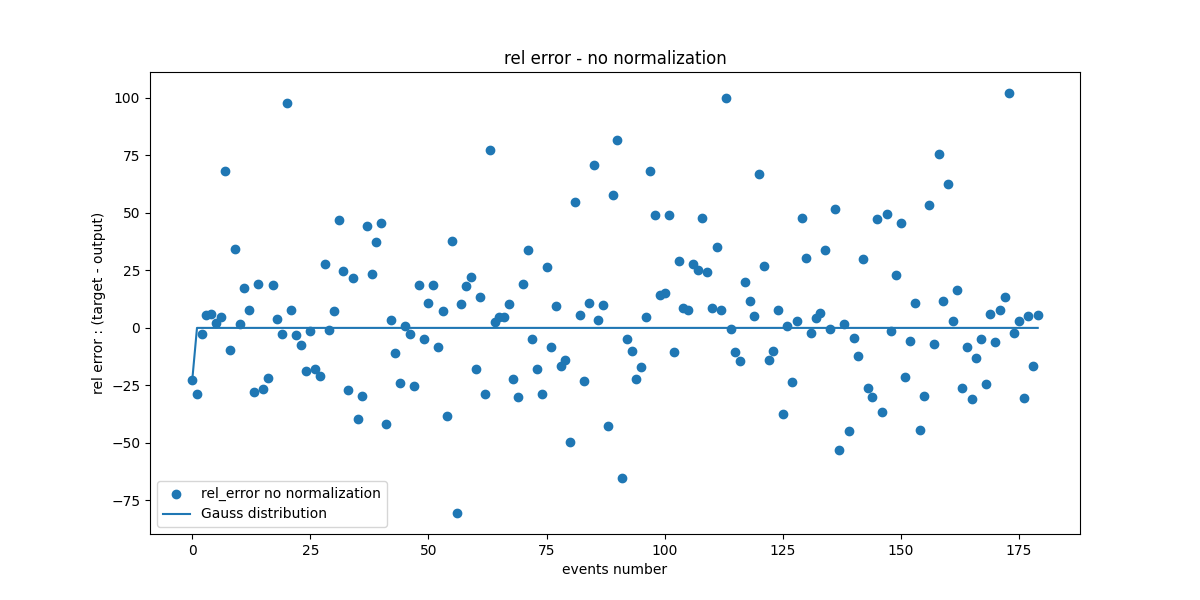 rel error - no normalization
rel error : (target - output)
100
75
50
25
0
−25
−50
−75
rel_error no normalization
Gauss distribution
0 25 50 75 100 125 150 175
events number